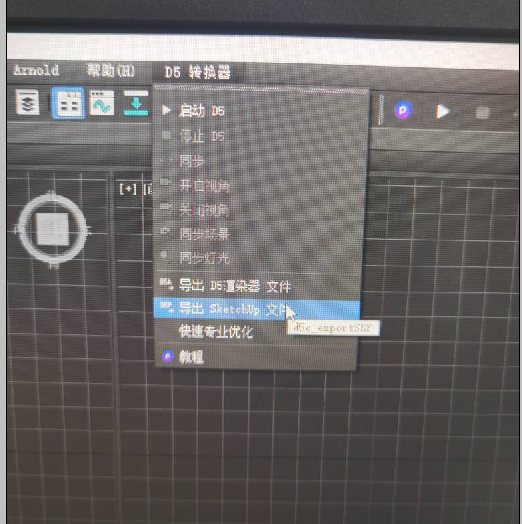 Arnold 帮助(H) D5 转换器
启动 D5
停止 D5
同步
[+]
开启视角
关闭视角
同步场景
同步灯光
导出 D5渲染器 文件
导出 SketchUp 文件
d5c_exportSKP
快速专业优化
教程